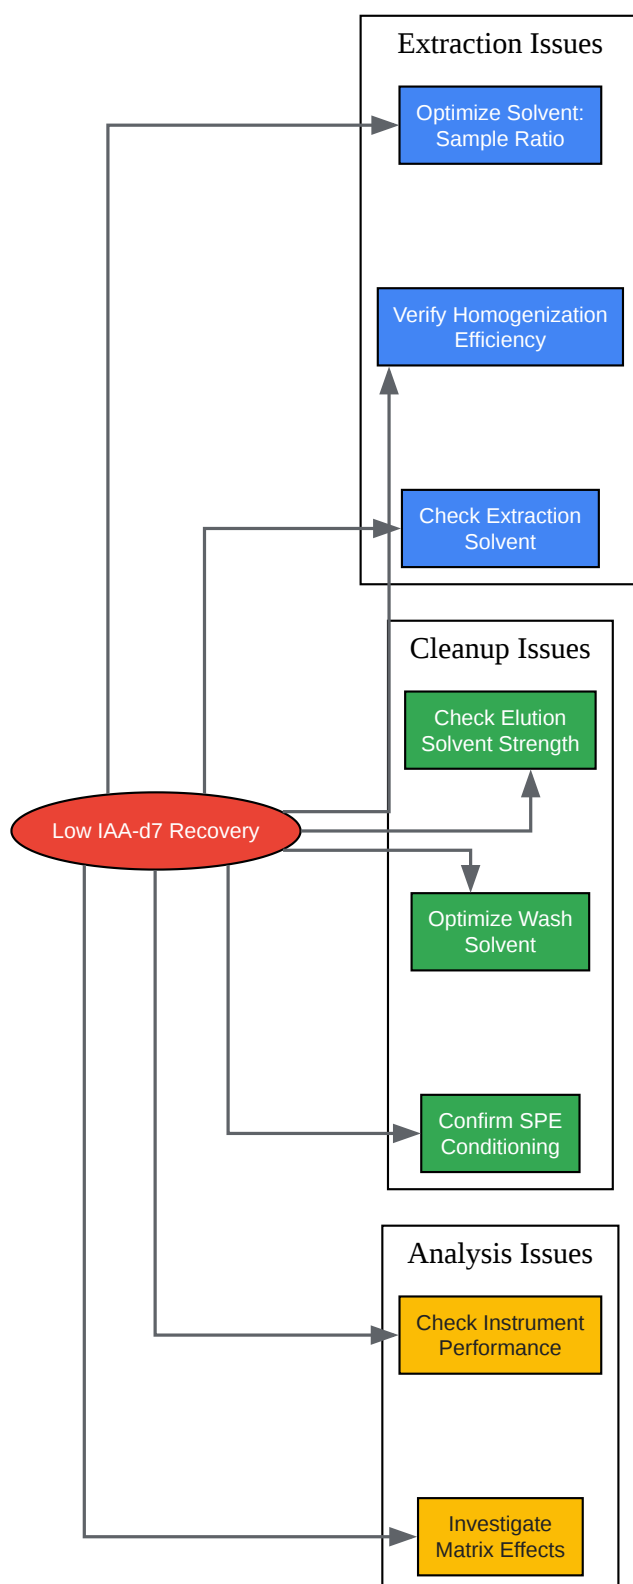 Extraction Issues
Optimize Solvent:
Sample Ratio
Verify Homogenization
Efficiency
Check Extraction
Solvent
Cleanup Issues
Check Elution
Solvent Strength
Low IAA-d7 Recovery
Optimize Wash
Solvent
Confirm SPE
Conditioning
Analysis Issues
Check Instrument
Performance
Investigate
Matrix Effects